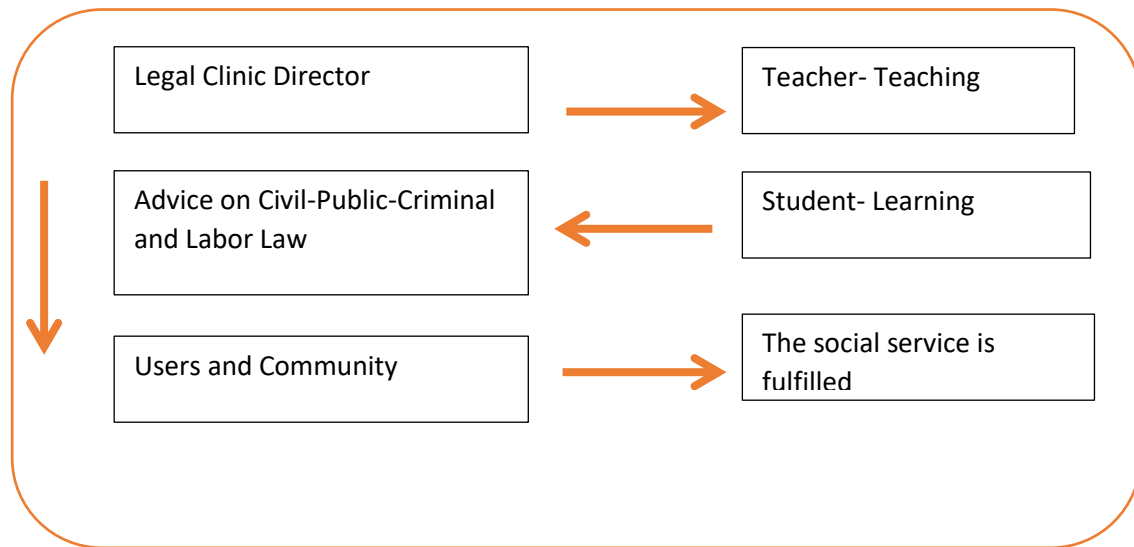 Legal Clinic Director
Teacher- Teaching
Advice on Civil-Public-Criminal
and Labor Law
Student- Learning
Users and Community
The social service is
fulfilled